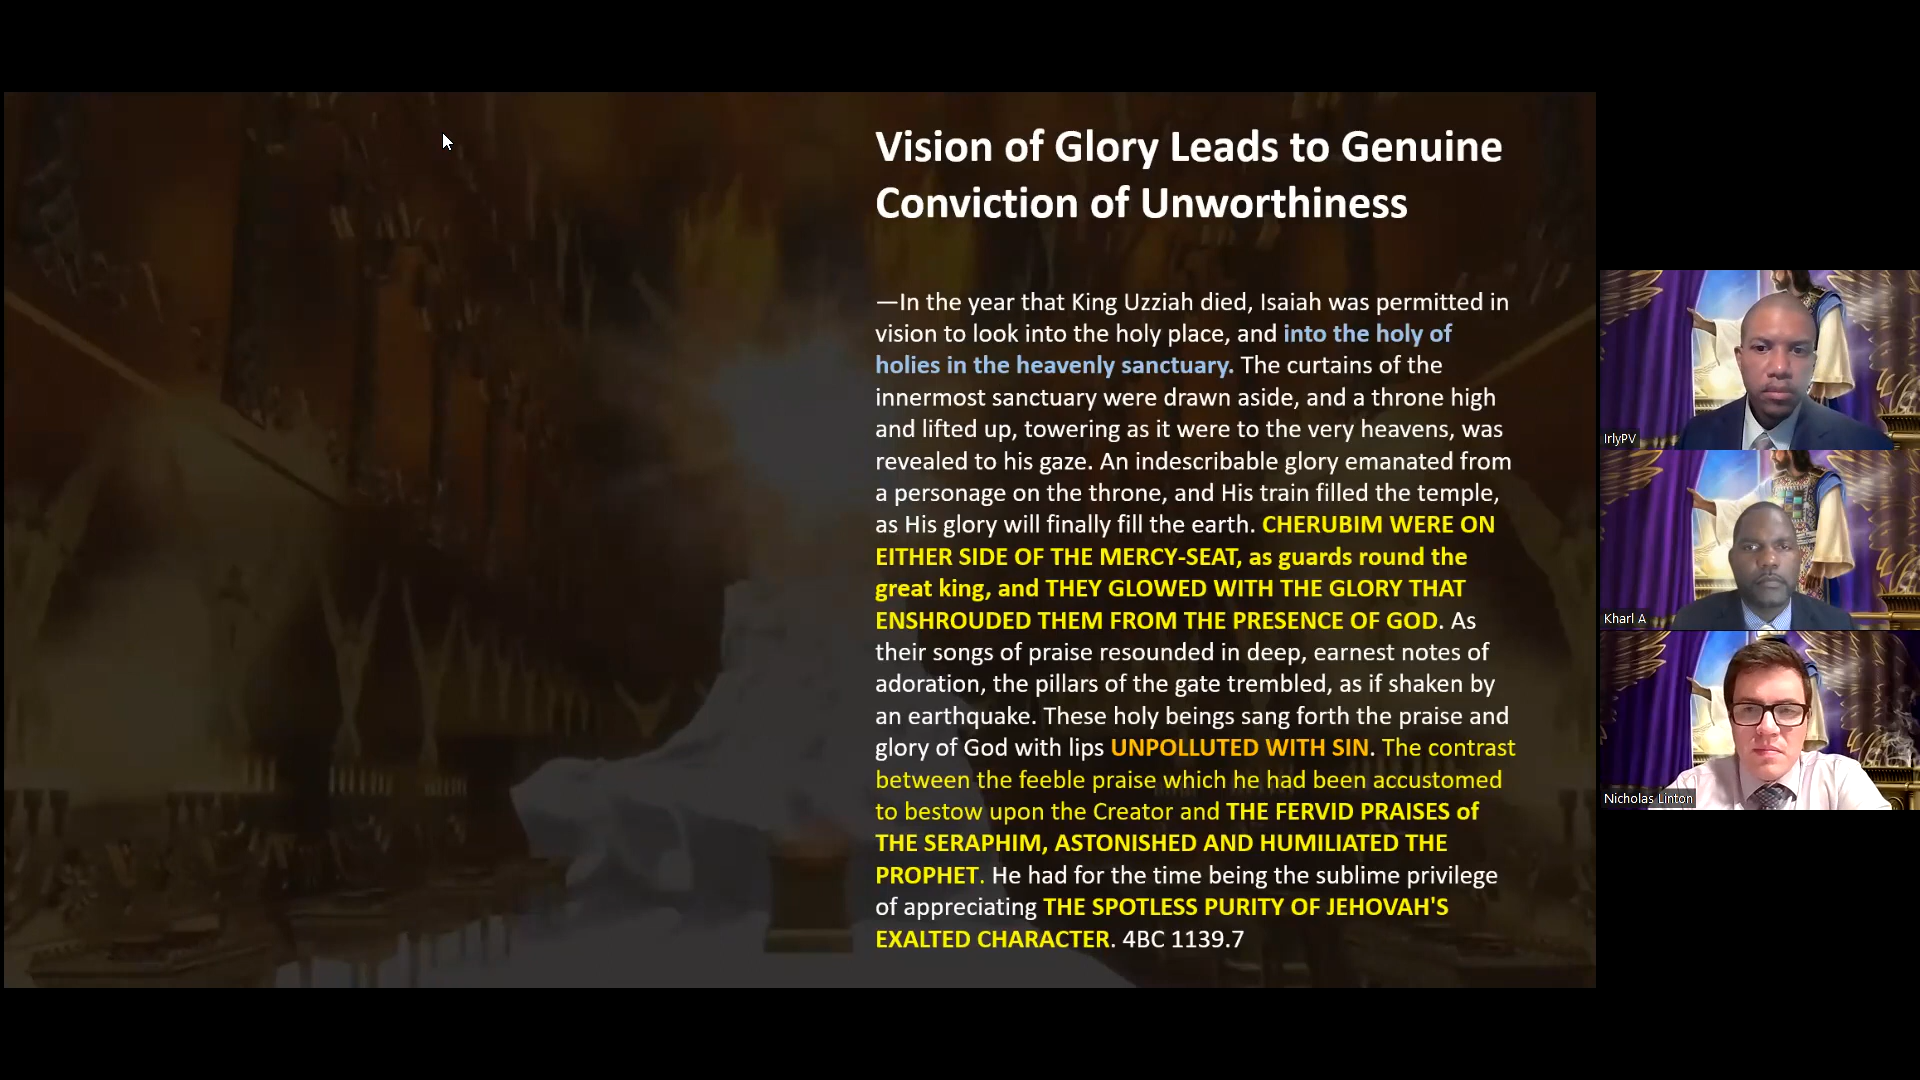 Vision of Glory Leads to Genuine
Conviction of Unworthiness
—In the year that King Uzziah died, Isaiah was permitted in
vision to look into the holy place, and into the holy of
holies in the heavenly sanctuary. The curtains of the
innermost sanctuary were drawn aside, and a throne high
and lifted up, towering as it were to the very heavens, was
revealed to his gaze. An indescribable glory emanated from
a personage on the throne, and His train filled the temple,
as His glory will finally fill the earth. CHERUBIM WERE ON
EITHER SIDE OF THE MERCY-SEAT, as guards round the
great king, and THEY GLOWED WITH THE GLORY THAT
ENSHROUDED THEM FROM THE PRESENCE OF GOD. As
their songs of praise resounded in deep, earnest notes of
adoration, the pillars of the gate trembled, as if shaken by
an earthquake. These holy beings sang forth the praise and
glory of God with lips UNPOLLUTED WITH SIN. The contrast
between the feeble praise which he had been accustomed
to bestow upon the Creator and THE FERVID PRAISES of
THE SERAPHIM, ASTONISHED AND HUMILIATED THE
PROPHET. He had for the time being the sublime privilege
of appreciating THE SPOTLESS PURITY OF JEHOVAH'S
EXALTED CHARACTER. 4BC 1139.7
IrlyPV
Kharl A
Nicholas Linton